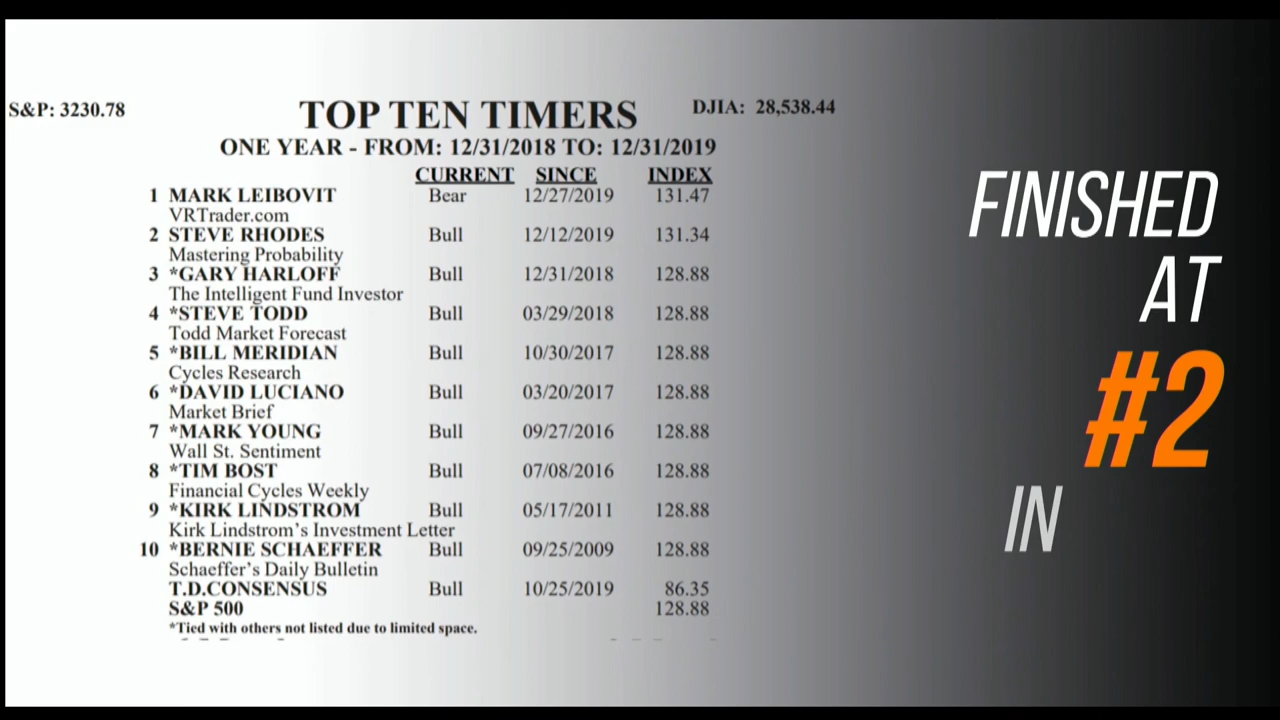 S&P: 3230.78
TOP TEN TIMERS
DJIA: 28,538.44
ONE YEAR - FROM: 12/31/2018 TO: 12/31/2019
CURRENT SINCE INDEX
1 MARK LEIBOVIT Bear 12/27/2019 131.47
VRTrader.com
2 STEVE RHODES Bull 12/12/2019 131.34
Mastering Probability
3 *GARY HARLOFF Bull 12/31/2018 128.88
The Intelligent Fund Investor
4 *STEVE TODD Bull 03/29/2018 128.88
Todd Market Forecast
5 *BILL MERIDIAN Bull 10/30/2017 128.88
Cycles Research
6 *DAVID LUCIANO Bull 03/20/2017 128.88
Market Brief
7 *MARK YOUNG Bull 09/27/2016 128.88
Wall St. Sentiment
8 *TIM BOST Bull 07/08/2016 128.88
Financial Cycles Weekly
9 *KIRK LINDSTROM Bull 05/17/2011 128.88
Kirk Lindstrom's Investment Letter
10 *BERNIE SCHAEFFER Bull 09/25/2009 128.88
Schaeffer's Daily Bulletin
T.D.CONSENSUS Bull 10/25/2019 86.35
S&P 500 128.88
*Tied with others not listed due to limited space.
FINISHED
AT
#2
IN